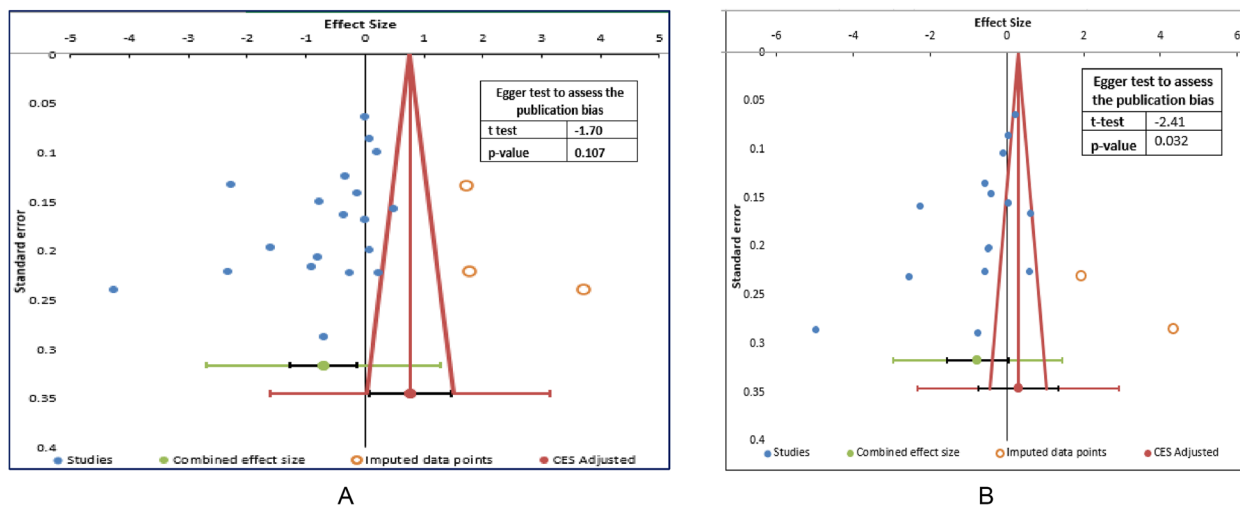 Effect Size
-5 -4 -3 -2 -1 0 1 2 3 4 5
0
0.05
0.1
0.15
0.2
0.25
0.3
0.35
0.4
Standard error
Egger test to assess the
publication bias
t test -1.70
p-value 0.107
Studies Combined effect size Imputed data points CES Adjusted
A
Effect Size
-6 -4 -2 0 2 4 6
0
0.05
0.1
0.15
0.2
0.25
0.3
0.35
0.4
Standard error
Egger test to assess
the publication bias
t-test -2.41
p-value 0.032
Studies Combined effect size Imputed data points CES Adjusted
B